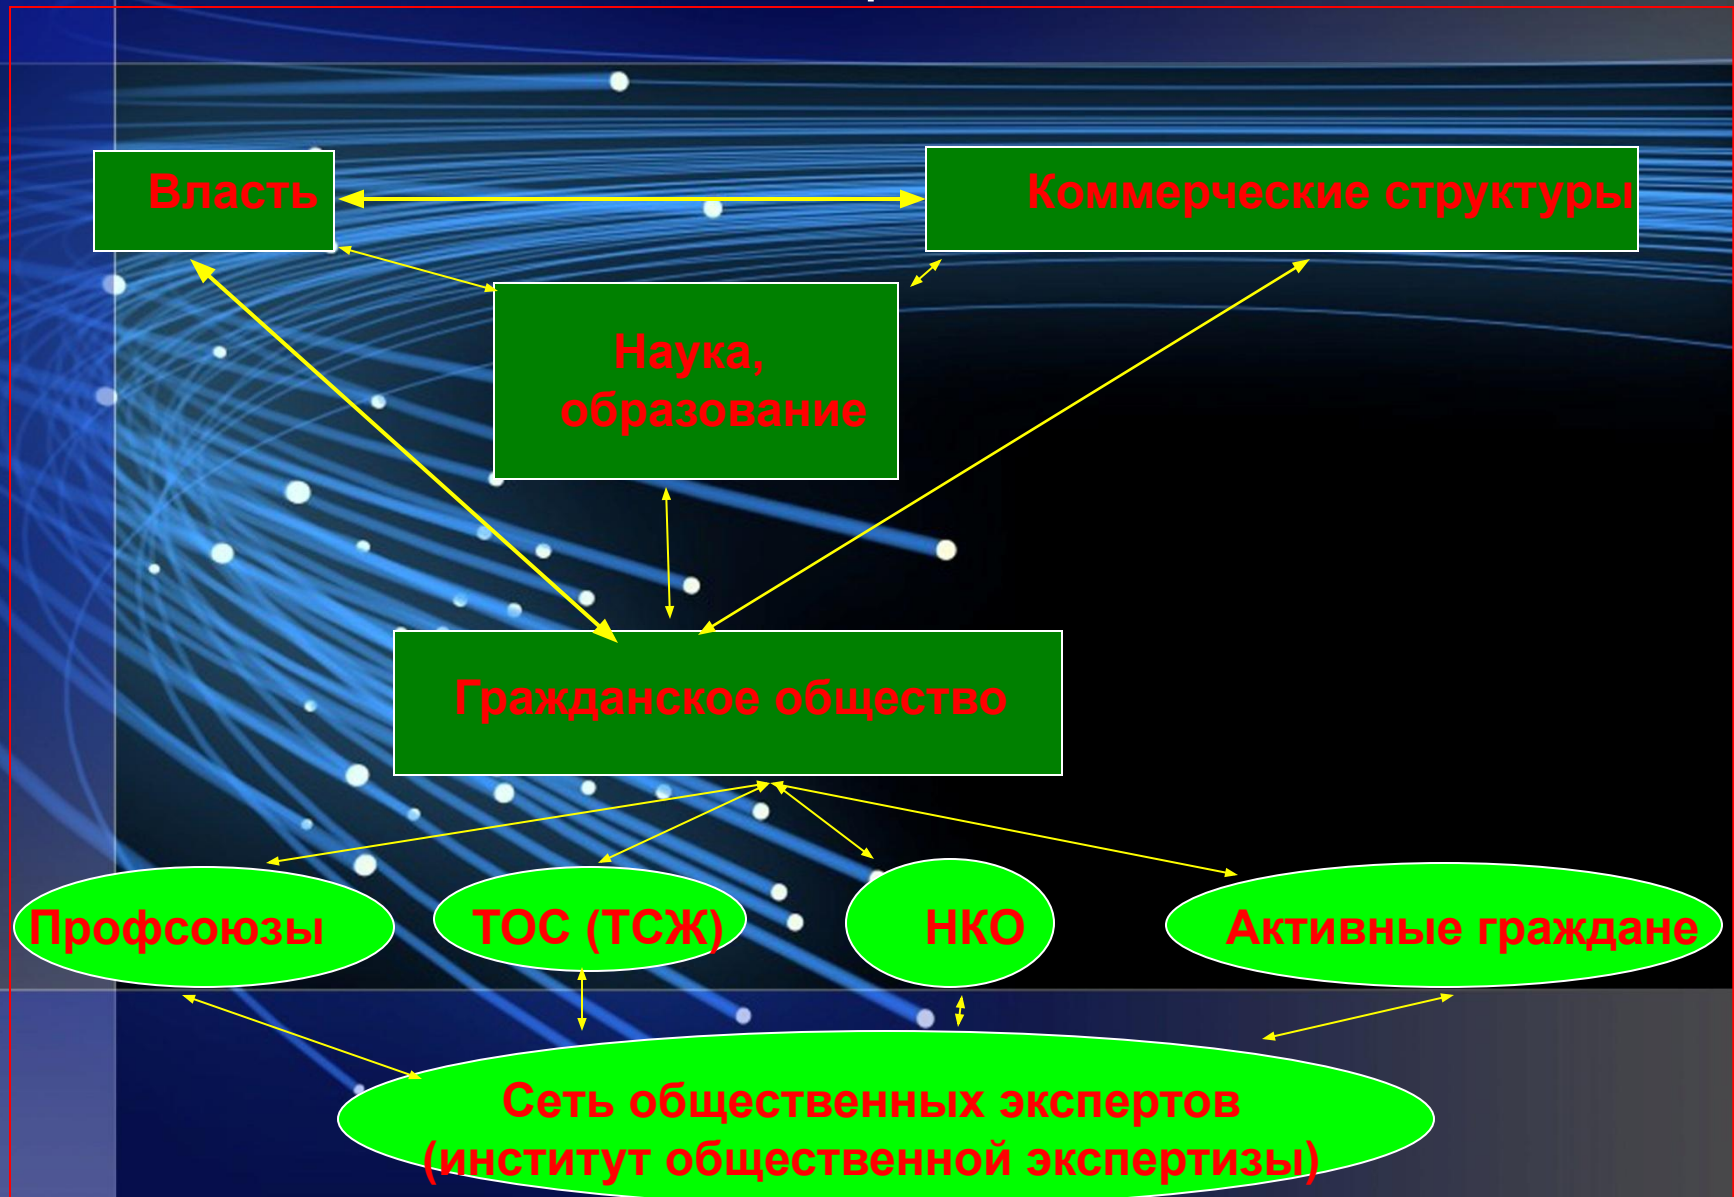 Власть
Коммерческие структуры
Наука,
образование
Гражданское общество
Профсоюзы
ТОС (ТСЖ)
НКО
Активные граждане
Сеть общественных экспертов
(институт общественной экспертизы)